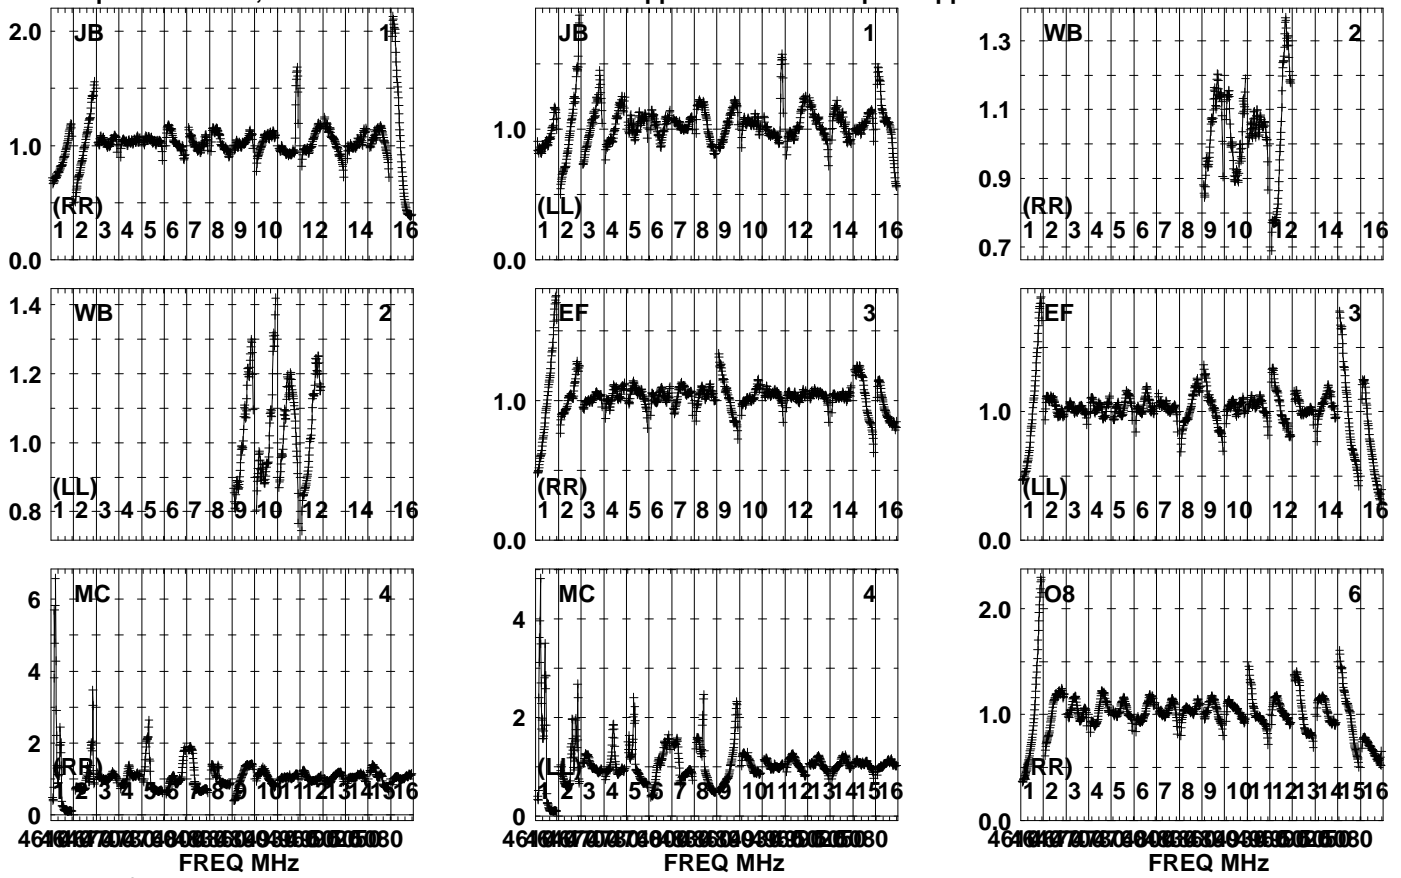 JB 1
2.0
1.0
(RR)
1 2 3 4 5 6 7 8 9 10 12 14 16
0.0
JB 1
1.0
(LL)
1 2 3 4 5 6 7 8 9 10 12 14 16
0.0
WB 2
1.3
1.1
0.9
(RR)
1 2 3 4 5 6 7 8 9 10 12 14 16
0.7
WB 2
1.4
1.2
1.0
(LL)
1 2 3 4 5 6 7 8 9 10 12 14 16
0.8
EF 3
1.0
(RR)
1 2 3 4 5 6 7 8 9 10 12 14 16
0.0
EF 3
1.0
(LL)
1 2 3 4 5 6 7 8 9 10 12 14 16
0.0
MC 4
6
4
2
(RR)
1 2 3 4 5 6 7 8 9 10 11 12 13 14 15 16
0
FREQ MHz
MC 4
4
2
(LL)
1 2 3 4 5 6 7 8 9 10 11 12 13 14 15 16
0
FREQ MHz
O8 6
2.0
1.0
(RR)
1 2 3 4 5 6 7 8 9 10 11 12 13 14 15 16
0.0
FREQ MHz